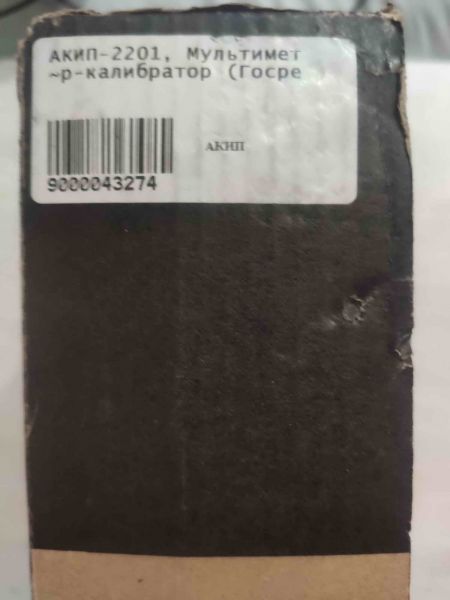 АКИП-2201, Мультимет
~р-калибратор (Госре
АКИП
9000043274